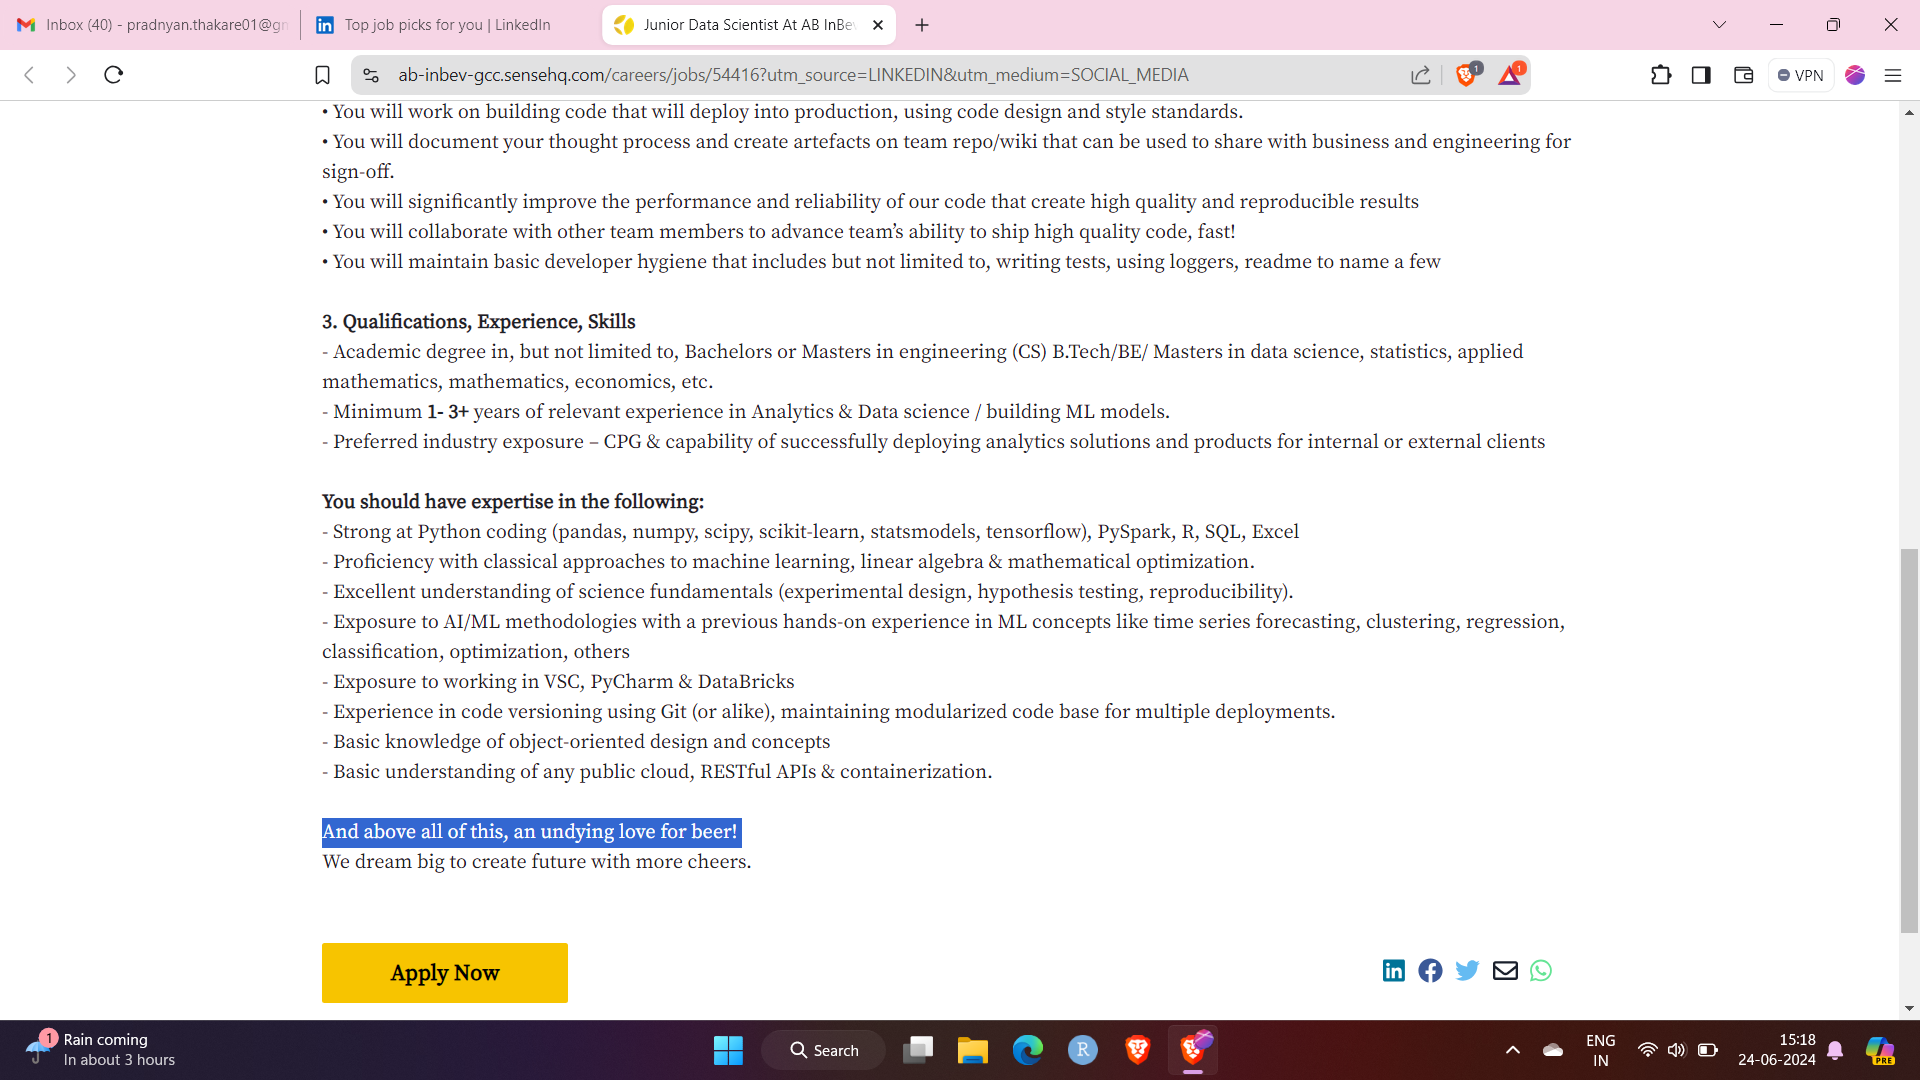 Inbox (40) - pradnyan.thakare01@gm
Top job picks for you | LinkedIn
Junior Data Scientist At AB InBev
ab-inbev-gcc.sensehq.com/careers/jobs/54416?utm_source=LINKEDIN&utm_medium=SOCIAL_MEDIA
1
1
VPN
• You will work on building code that will deploy into production, using code design and style standards.
• You will document your thought process and create artefacts on team repo/wiki that can be used to share with business and engineering for
sign-off.
• You will significantly improve the performance and reliability of our code that create high quality and reproducible results
• You will collaborate with other team members to advance team’s ability to ship high quality code, fast!
• You will maintain basic developer hygiene that includes but not limited to, writing tests, using loggers, readme to name a few
3. Qualifications, Experience, Skills
- Academic degree in, but not limited to, Bachelors or Masters in engineering (CS) B.Tech/BE/ Masters in data science, statistics, applied
mathematics, mathematics, economics, etc.
- Minimum 1- 3+ years of relevant experience in Analytics & Data science / building ML models.
- Preferred industry exposure – CPG & capability of successfully deploying analytics solutions and products for internal or external clients
You should have expertise in the following:
- Strong at Python coding (pandas, numpy, scipy, scikit-learn, statsmodels, tensorflow), PySpark, R, SQL, Excel
- Proficiency with classical approaches to machine learning, linear algebra & mathematical optimization.
- Excellent understanding of science fundamentals (experimental design, hypothesis testing, reproducibility).
- Exposure to AI/ML methodologies with a previous hands-on experience in ML concepts like time series forecasting, clustering, regression,
classification, optimization, others
- Exposure to working in VSC, PyCharm & DataBricks
- Experience in code versioning using Git (or alike), maintaining modularized code base for multiple deployments.
- Basic knowledge of object-oriented design and concepts
- Basic understanding of any public cloud, RESTful APIs & containerization.
And above all of this, an undying love for beer!
We dream big to create future with more cheers.
Apply Now
1
Rain coming
In about 3 hours
Search
R
ENG
IN
15:18
24-06-2024
PRE